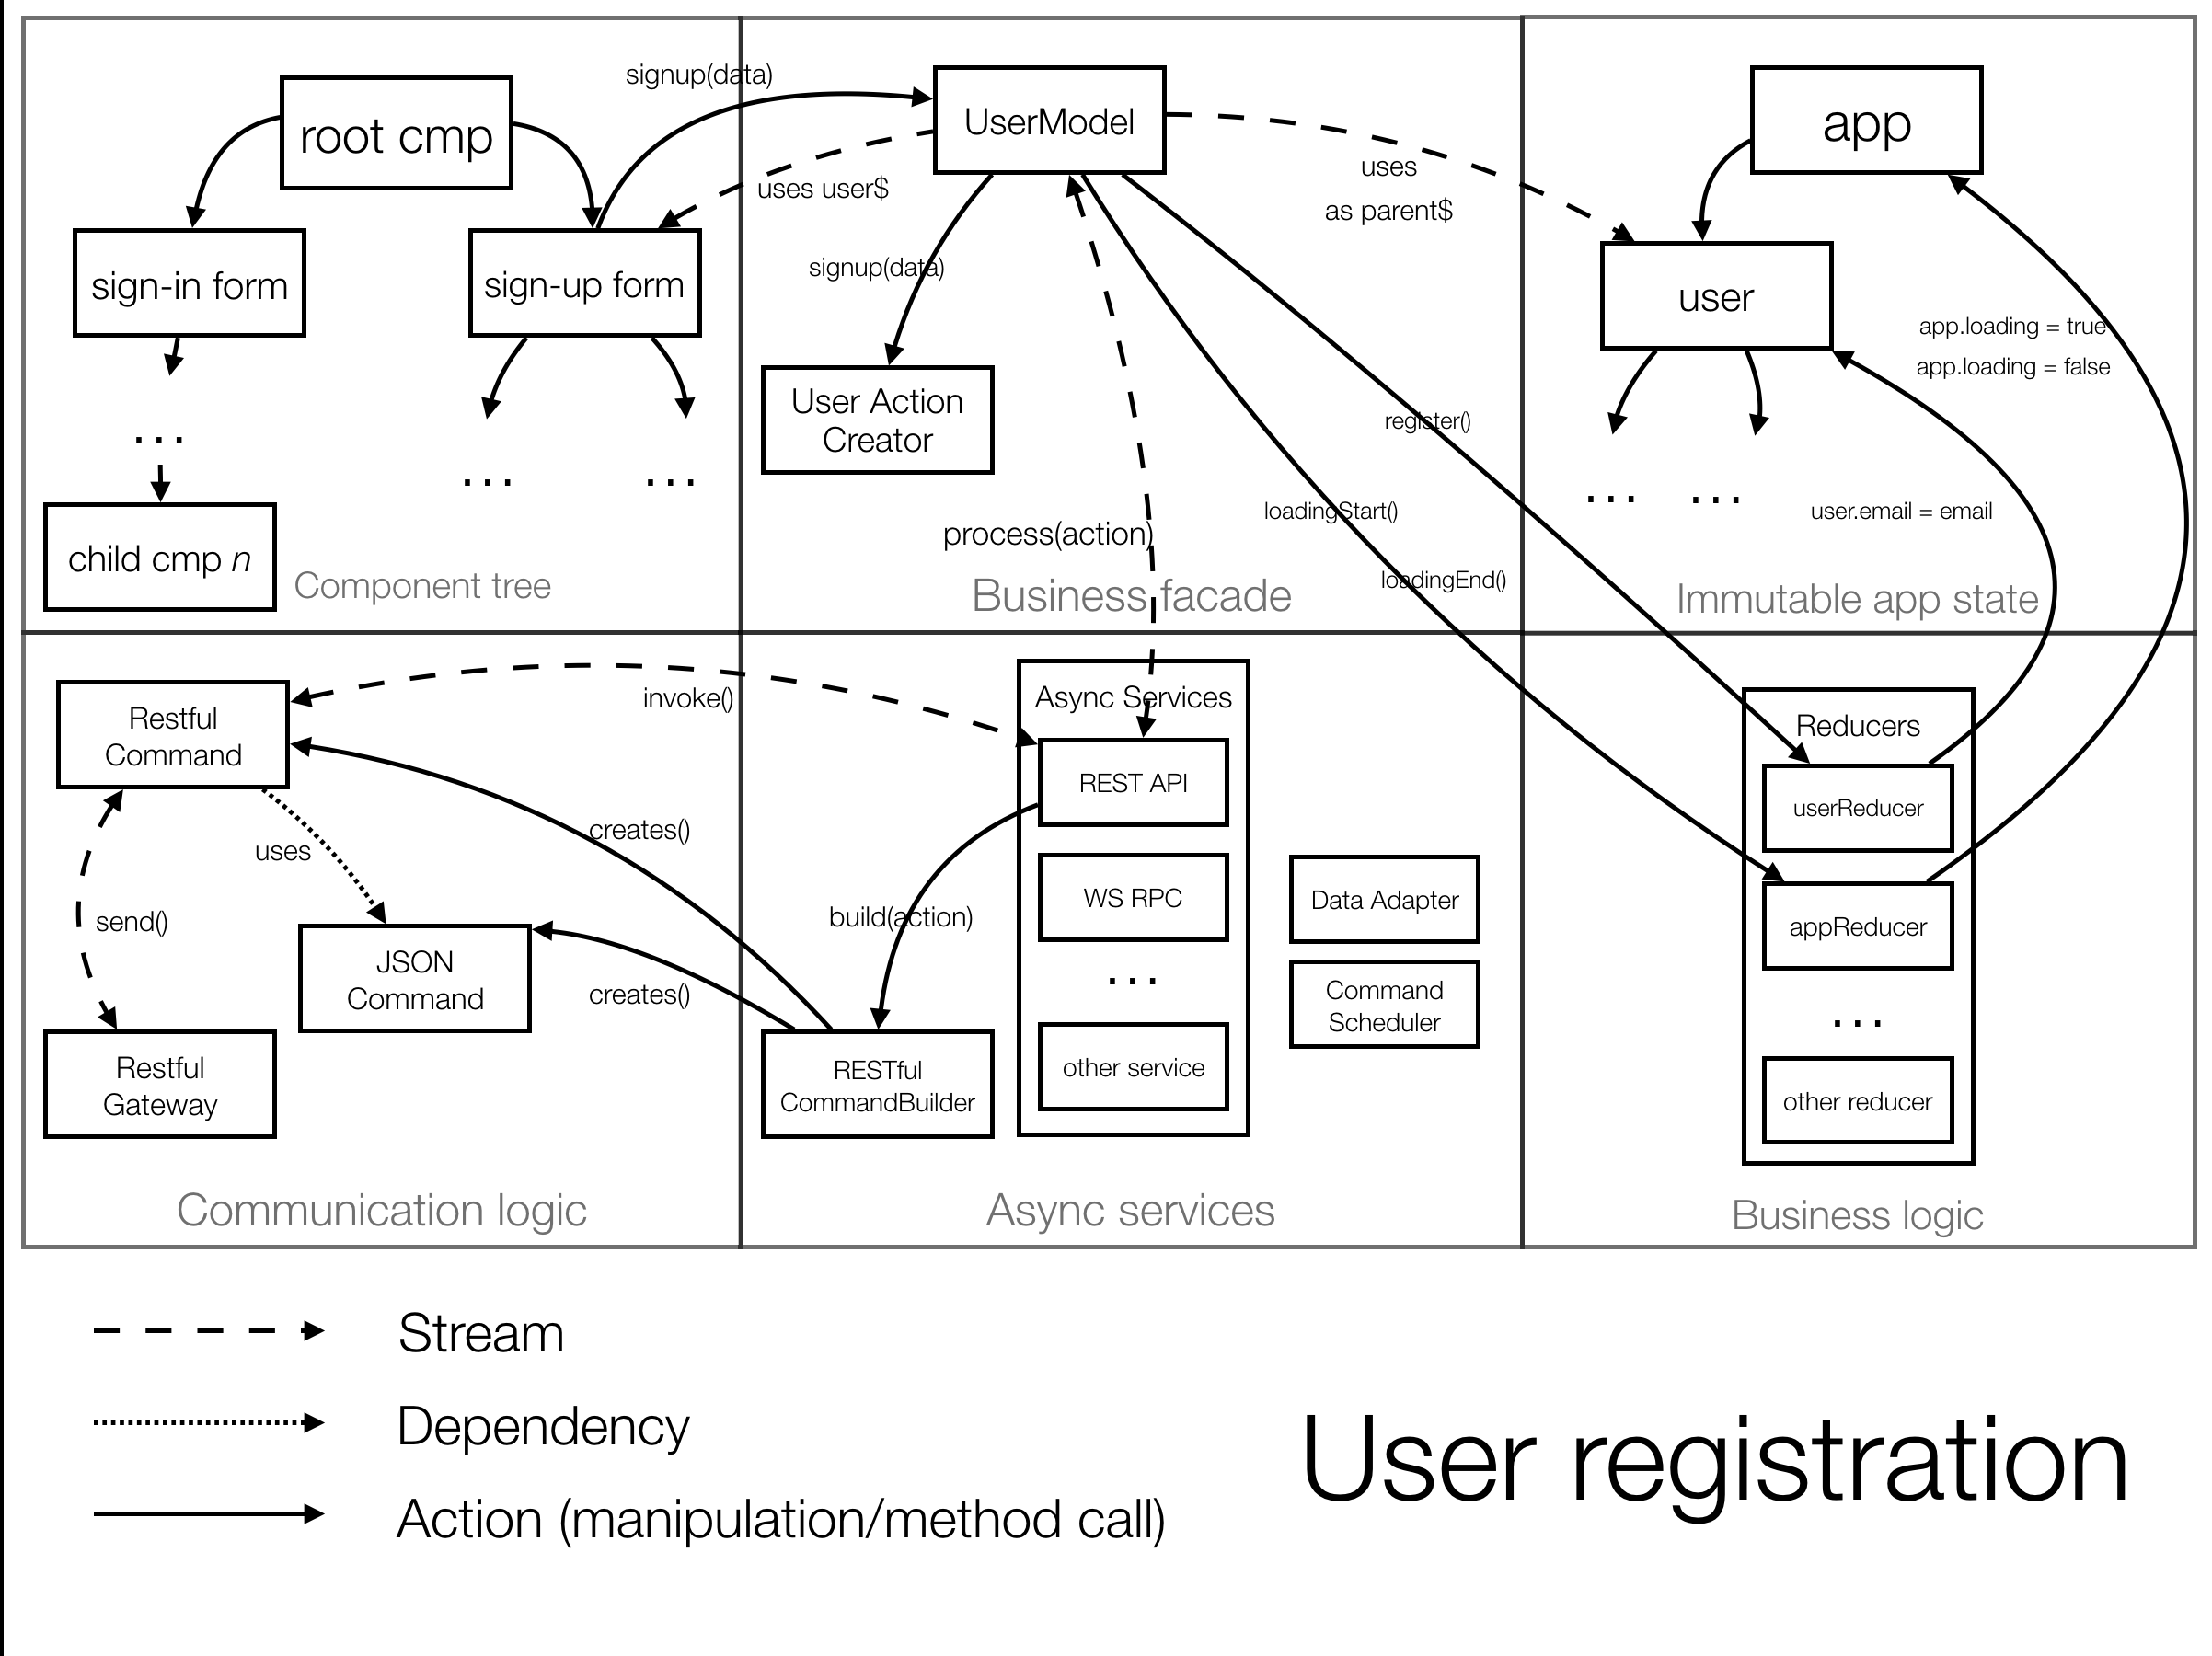 root cmp
sign-in form
sign-up form
...
...
...
child cmp n
Component tree
signup(data)
UserModel
uses user$
signup(data)
User Action
Creator
process(action)
loadingStart()
loadingEnd()
register()
Business facade
uses
as parent$
app
user
app.loading = true
app.loading = false
...
...
user.email = email
Immutable app state
Restful
Command
invoke()
uses
creates()
send()
JSON
Command
creates()
Restful
Gateway
Communication logic
Async Services
REST API
WS RPC
...
other service
build(action)
RESTful
CommandBuilder
Data Adapter
Command
Scheduler
Async services
Reducers
userReducer
appReducer
...
other reducer
Business logic
Stream
Dependency
Action (manipulation/method call)
User registration